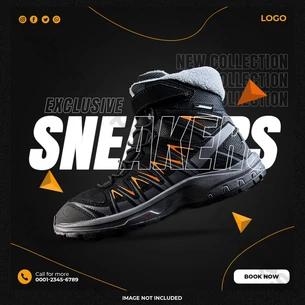 LOGO
NEW COLLECTION
NEW COLLECTION
NEW COLLECTION
EXCLUSIVE
SNEAKERS
Call for more
0001-2345-6789
BOOK NOW
IMAGE NOT INCLUDED